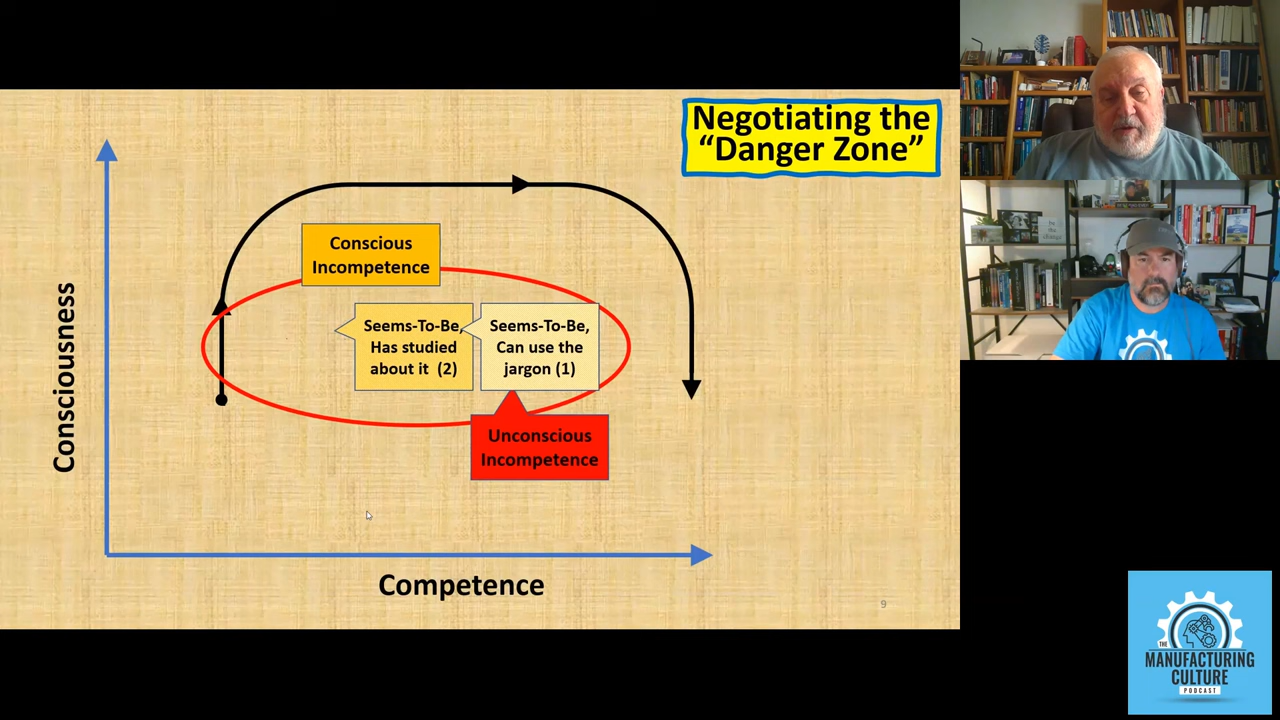 Negotiating the
“Danger Zone”
Conscious
Incompetence
Seems-To-Be,
Has studied
about it (2)
Seems-To-Be,
Can use the
jargon (1)
Unconscious
Incompetence
Consciousness
Competence
9
THE
MANUFACTURING
CULTURE
PODCAST